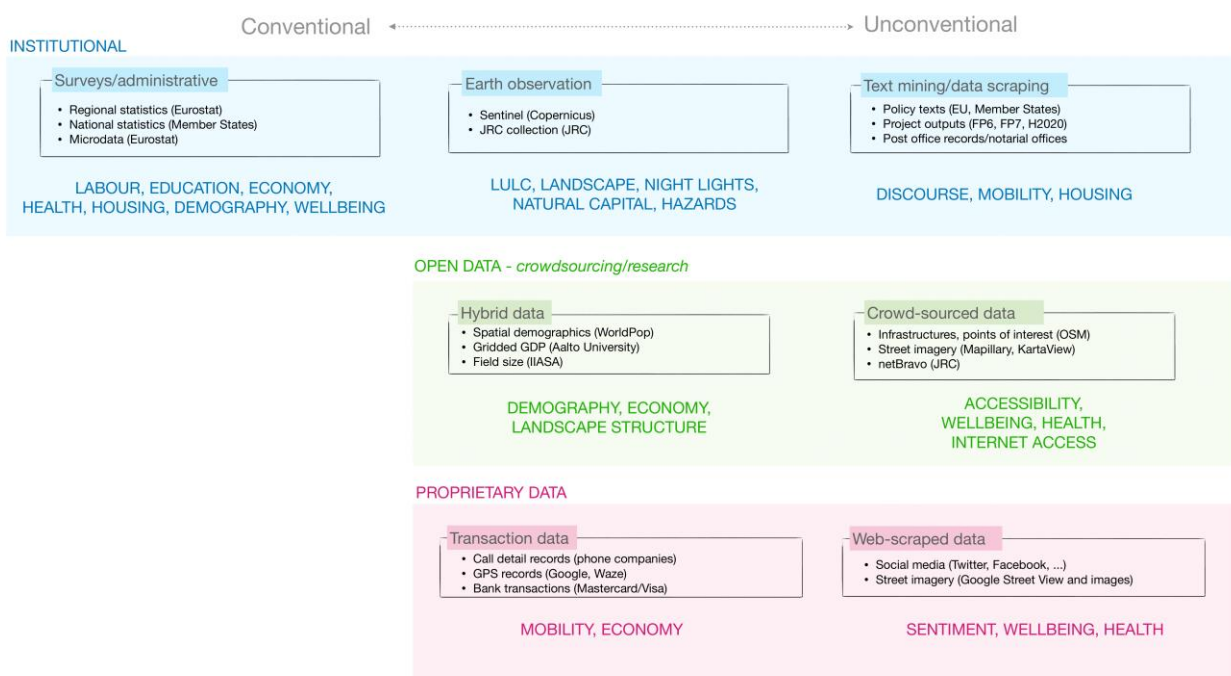 Conventional
Unconventional
INSTITUTIONAL
Surveys/administrative
• Regional statistics (Eurostat)
• National statistics (Member States)
• Microdata (Eurostat)
LABOUR, EDUCATION, ECONOMY,
HEALTH, HOUSING, DEMOGRAPHY, WELLBEING
Earth observation
• Sentinel (Copernicus)
• JRC collection (JRC)
LULC, LANDSCAPE, NIGHT LIGHTS,
NATURAL CAPITAL, HAZARDS
Text mining/data scraping
• Policy texts (EU, Member States)
• Project outputs (FP6, FP7, H2020)
• Post office records/notarial offices
DISCOURSE, MOBILITY, HOUSING
OPEN DATA - crowdsourcing/research
Hybrid data
• Spatial demographics (WorldPop)
• Gridded GDP (Aalto University)
• Field size (IIASA)
DEMOGRAPHY, ECONOMY,
LANDSCAPE STRUCTURE
Crowd-sourced data
• Infrastructures, points of interest (OSM)
• Street imagery (Mapillary, KartaView)
• netBravo (JRC)
ACCESSIBILITY,
WELLBEING, HEALTH,
INTERNET ACCESS
PROPRIETARY DATA
Transaction data
• Call detail records (phone companies)
• GPS records (Google, Waze)
• Bank transactions (Mastercard/Visa)
MOBILITY, ECONOMY
Web-scraped data
• Social media (Twitter, Facebook, ...)
• Street imagery (Google Street View and images)
SENTIMENT, WELLBEING, HEALTH